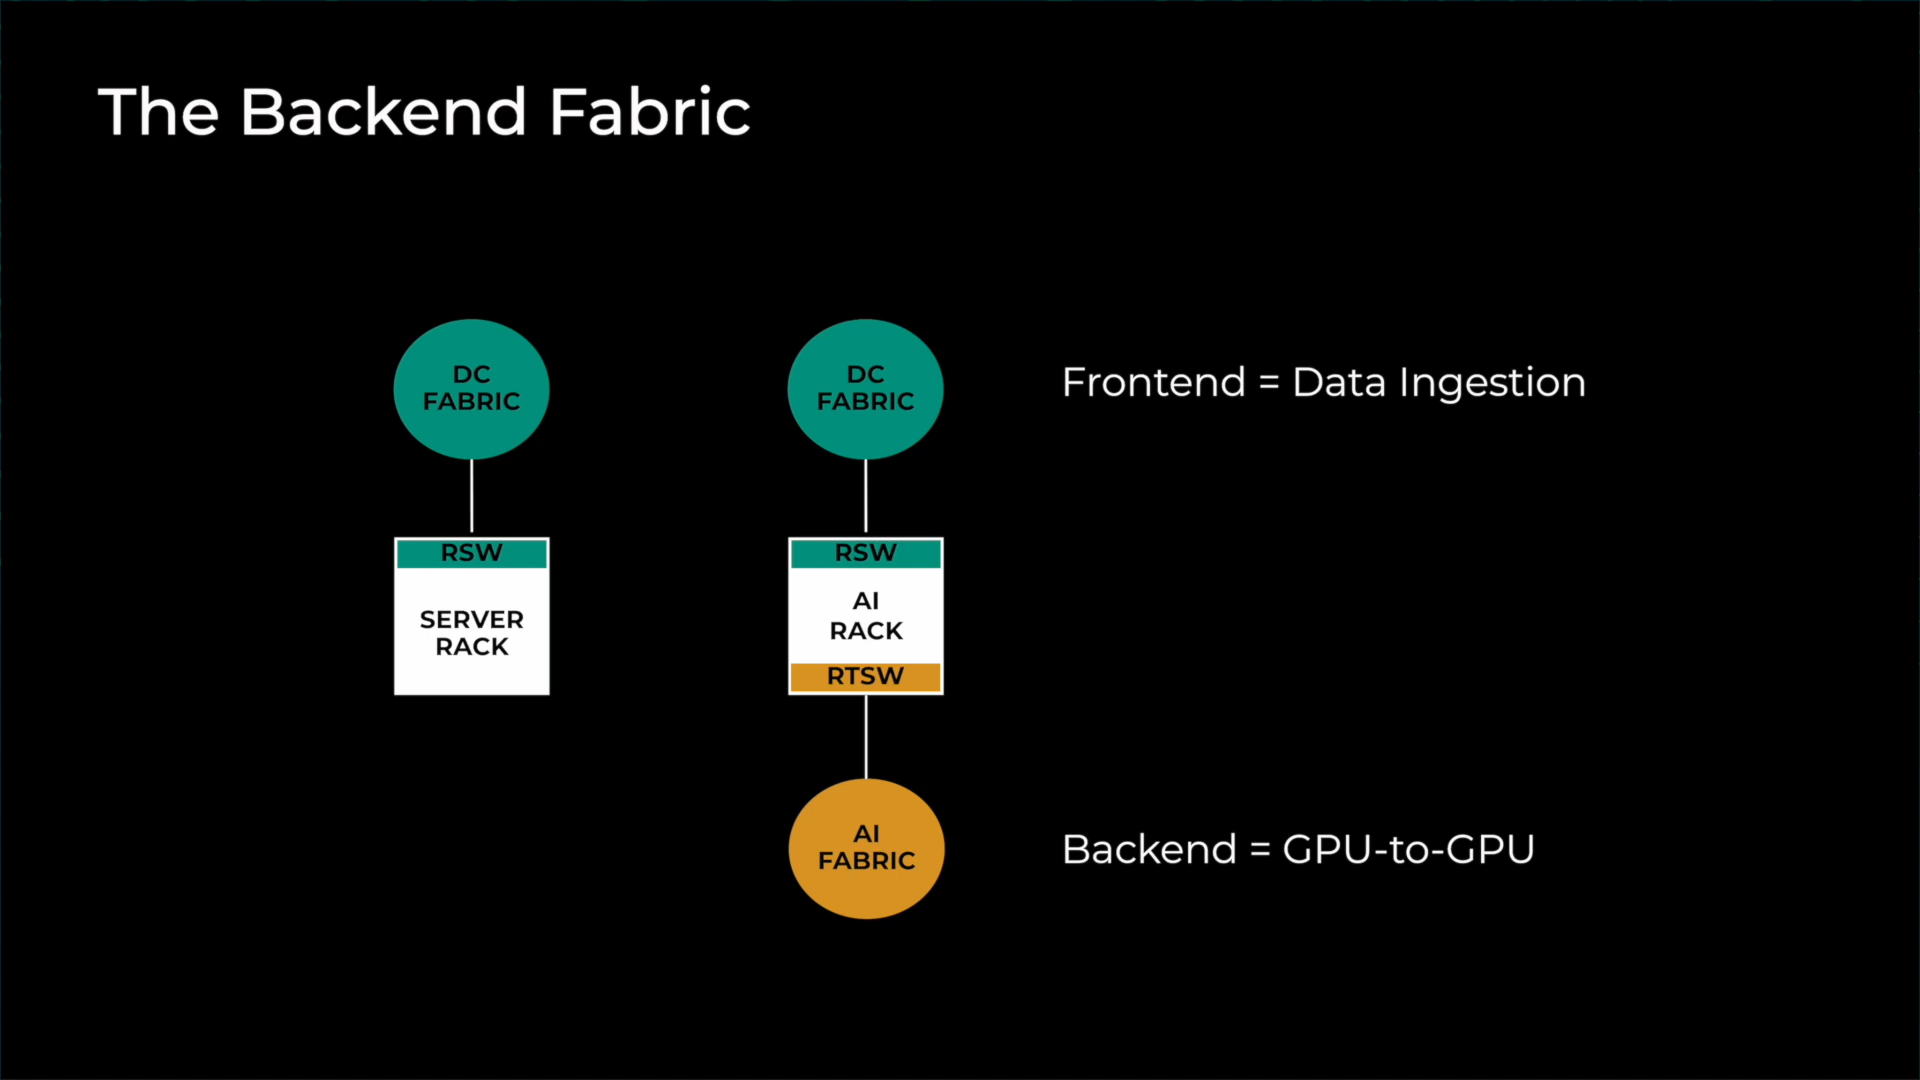 The Backend Fabric
DC
FABRIC
DC
FABRIC
Frontend = Data Ingestion
RSW
SERVER
RACK
RSW
AI
RACK
RTSW
AI
FABRIC
Backend = GPU-to-GPU